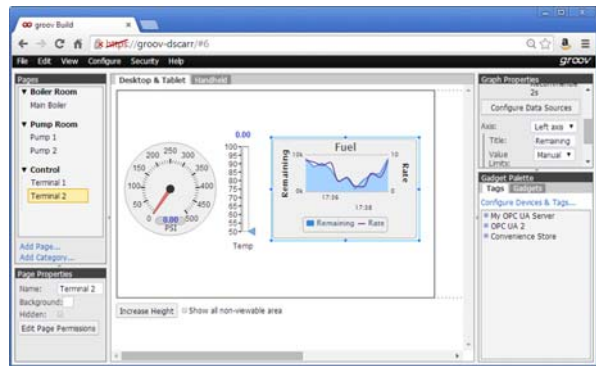 groov Build
https://groov-dscarr/#6
File Edit View Configure Security Help
groov
Pages
Boiler Room
Main Boiler
Pump Room
Pump 1
Pump 2
Control
Terminal 1
Terminal 2
Add Page...
Add Category...
Page Properties
Name: Terminal 2
Background:
Hidden:
Edit Page Permissions
Desktop & Tablet Handheld
0 50 100 150 200 250 300 350 400 450 500
0.00
PSI
0.00
100
95
90
85
80
75
70
65
60
55
50
Temp
Fuel
Remaining
10k
0k
10
0
Rate
17:36
17:38
Remaining Rate
Increase Height Show all non-viewable area
Graph Properties
2s
Configure Data Sources
Axis: Left axis
Title: Remaining
Value Limits: Manual
Gadget Palette
Tags Gadgets
Configure Devices & Tags...
My OPC UA Server
OPC UA 2
Convenience Store